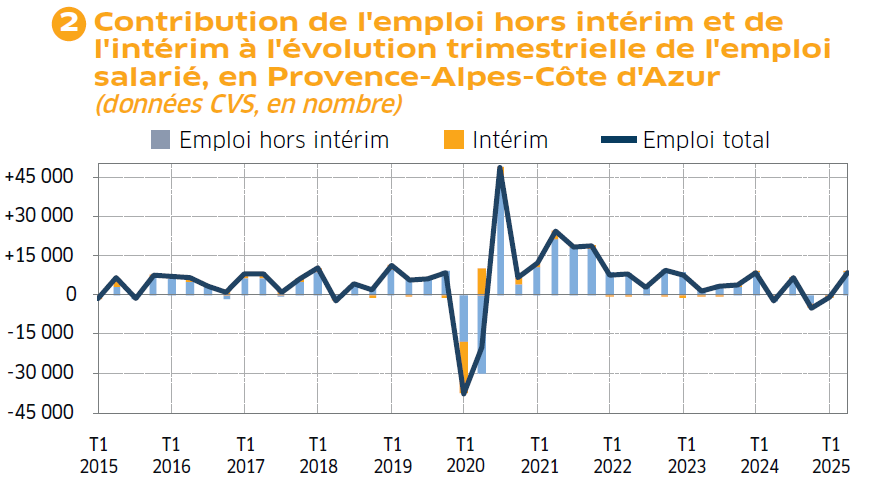 2 Contribution de l'emploi hors intérim et de
l'intérim à l'évolution trimestrielle de l'emploi
salarié, en Provence-Alpes-Côte d'Azur
(données CVS, en nombre)
Emploi hors intérim Intérim Emploi total
+45 000
+30 000
+15 000
0
-15 000
-30 000
-45 000
T1 T1 T1 T1 T1 T1 T1 T1 T1 T1 T1
2015 2016 2017 2018 2019 2020 2021 2022 2023 2024 2025